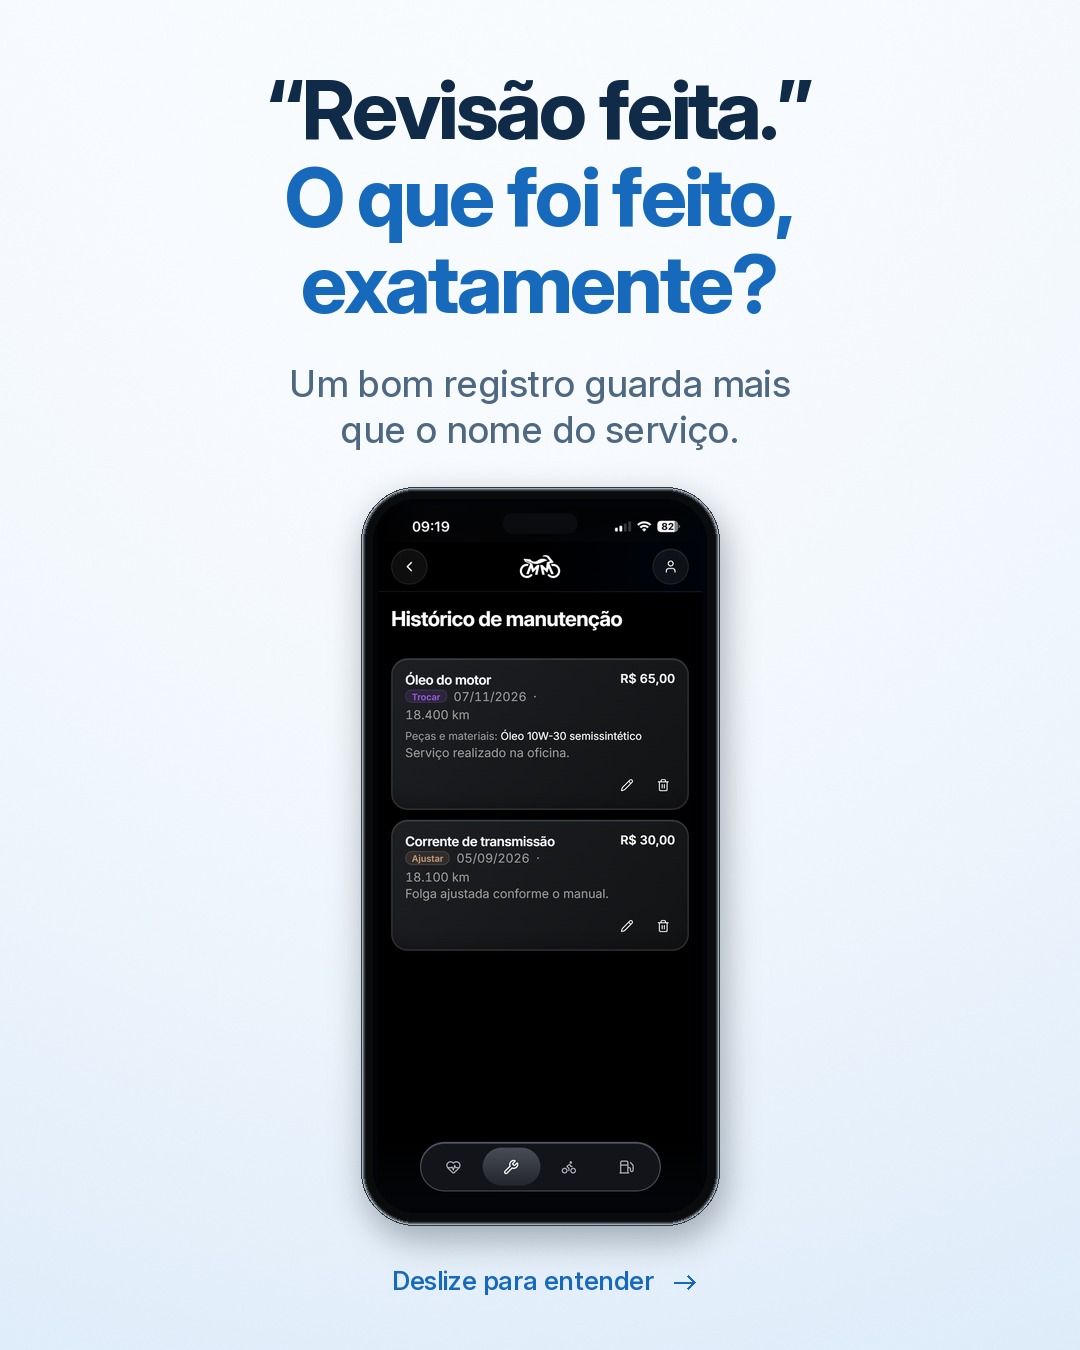 “Revisão feita.”
O que foi feito,
exatamente?
Um bom registro guarda mais
que o nome do serviço.
09:19
82
MM
Histórico de manutenção
Óleo do motor
R$ 65,00
Trocar 07/11/2026 ·
18.400 km
Peças e materiais: Óleo 10W-30 semissintético
Serviço realizado na oficina.
Corrente de transmissão
R$ 30,00
Ajustar 05/09/2026 ·
18.100 km
Folga ajustada conforme o manual.
Deslize para entender →